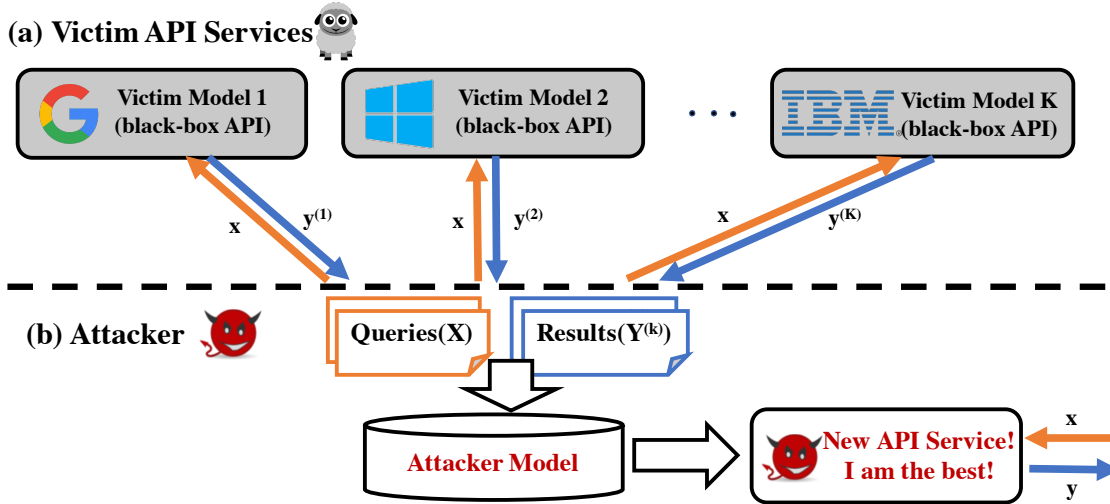 (a) Victim API Services
Victim Model 1
(black-box API)
Victim Model 2
(black-box API)
. . .
IBM®
Victim Model K
(black-box API)
x
y(1)
x
y(2)
x
y(K)
(b) Attacker
Queries(X)
Results(Y(k))
Attacker Model
New API Service!
I am the best!
x
y